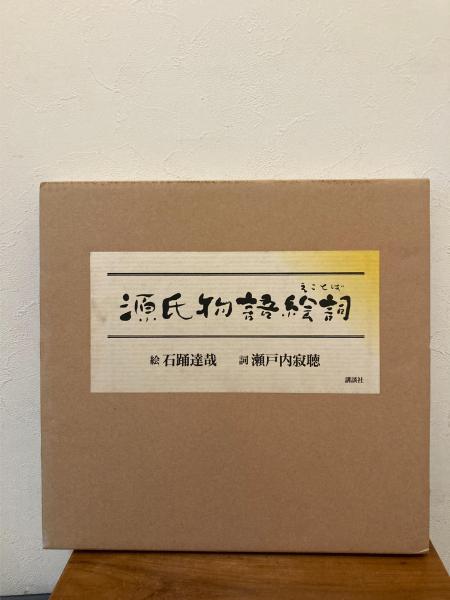 えことば
源氏物語絵詞
絵 石踊達哉 詞 瀬戸内寂聴
講談社